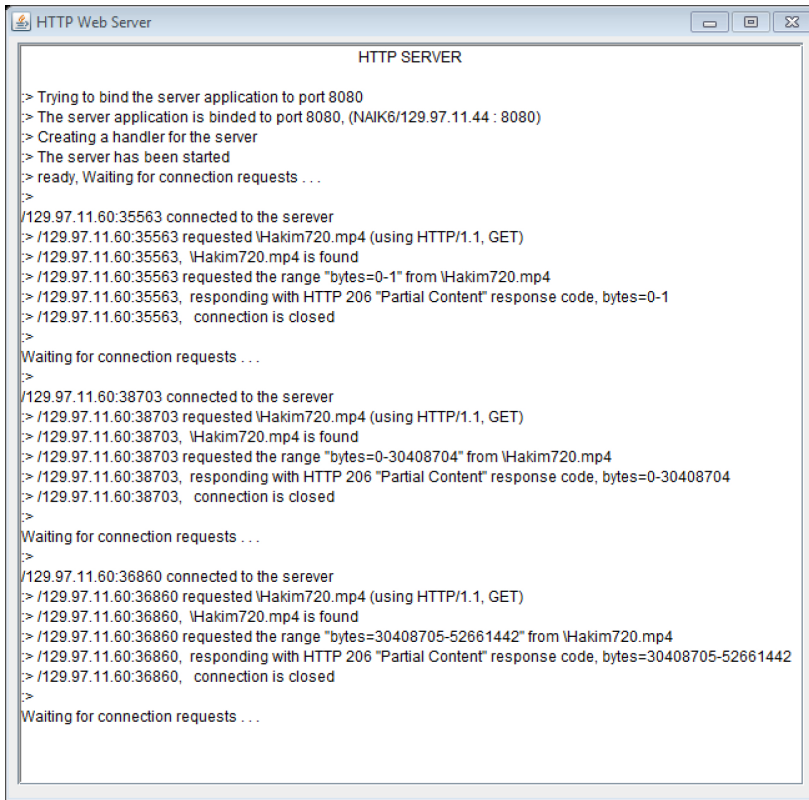 HTTP Web Server
HTTP SERVER
:> Trying to bind the server application to port 8080
:> The server application is binded to port 8080, (NAIK6/129.97.11.44 : 8080)
:> Creating a handler for the server
:> The server has been started
:> ready, Waiting for connection requests . . .
:>
/129.97.11.60:35563 connected to the serever
:> /129.97.11.60:35563 requested \Hakim720.mp4 (using HTTP/1.1, GET)
:> /129.97.11.60:35563,  \Hakim720.mp4 is found
:> /129.97.11.60:35563 requested the range "bytes=0-1" from \Hakim720.mp4
:> /129.97.11.60:35563,  responding with HTTP 206 "Partial Content" response code, bytes=0-1
:> /129.97.11.60:35563,   connection is closed
:>
Waiting for connection requests . . .
:>
/129.97.11.60:38703 connected to the serever
:> /129.97.11.60:38703 requested \Hakim720.mp4 (using HTTP/1.1, GET)
:> /129.97.11.60:38703,  \Hakim720.mp4 is found
:> /129.97.11.60:38703 requested the range "bytes=0-30408704" from \Hakim720.mp4
:> /129.97.11.60:38703,  responding with HTTP 206 "Partial Content" response code, bytes=0-30408704
:> /129.97.11.60:38703,   connection is closed
:>
Waiting for connection requests . . .
:>
/129.97.11.60:36860 connected to the serever
:> /129.97.11.60:36860 requested \Hakim720.mp4 (using HTTP/1.1, GET)
:> /129.97.11.60:36860,  \Hakim720.mp4 is found
:> /129.97.11.60:36860 requested the range "bytes=30408705-52661442" from \Hakim720.mp4
:> /129.97.11.60:36860,  responding with HTTP 206 "Partial Content" response code, bytes=30408705-52661442
:> /129.97.11.60:36860,   connection is closed
:>
Waiting for connection requests . . .